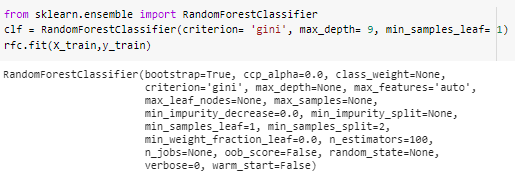 from sklearn.ensemble import RandomForestClassifier
clf = RandomForestClassifier(criterion= 'gini', max_depth= 9, min_samples_leaf= 1)
rfc.fit(X_train,y_train)
RandomForestClassifier(bootstrap=True, ccp_alpha=0.0, class_weight=None,
criterion='gini', max_depth=None, max_features='auto',
max_leaf_nodes=None, max_samples=None,
min_impurity_decrease=0.0, min_impurity_split=None,
min_samples_leaf=1, min_samples_split=2,
min_weight_fraction_leaf=0.0, n_estimators=100,
n_jobs=None, oob_score=False, random_state=None,
verbose=0, warm_start=False)